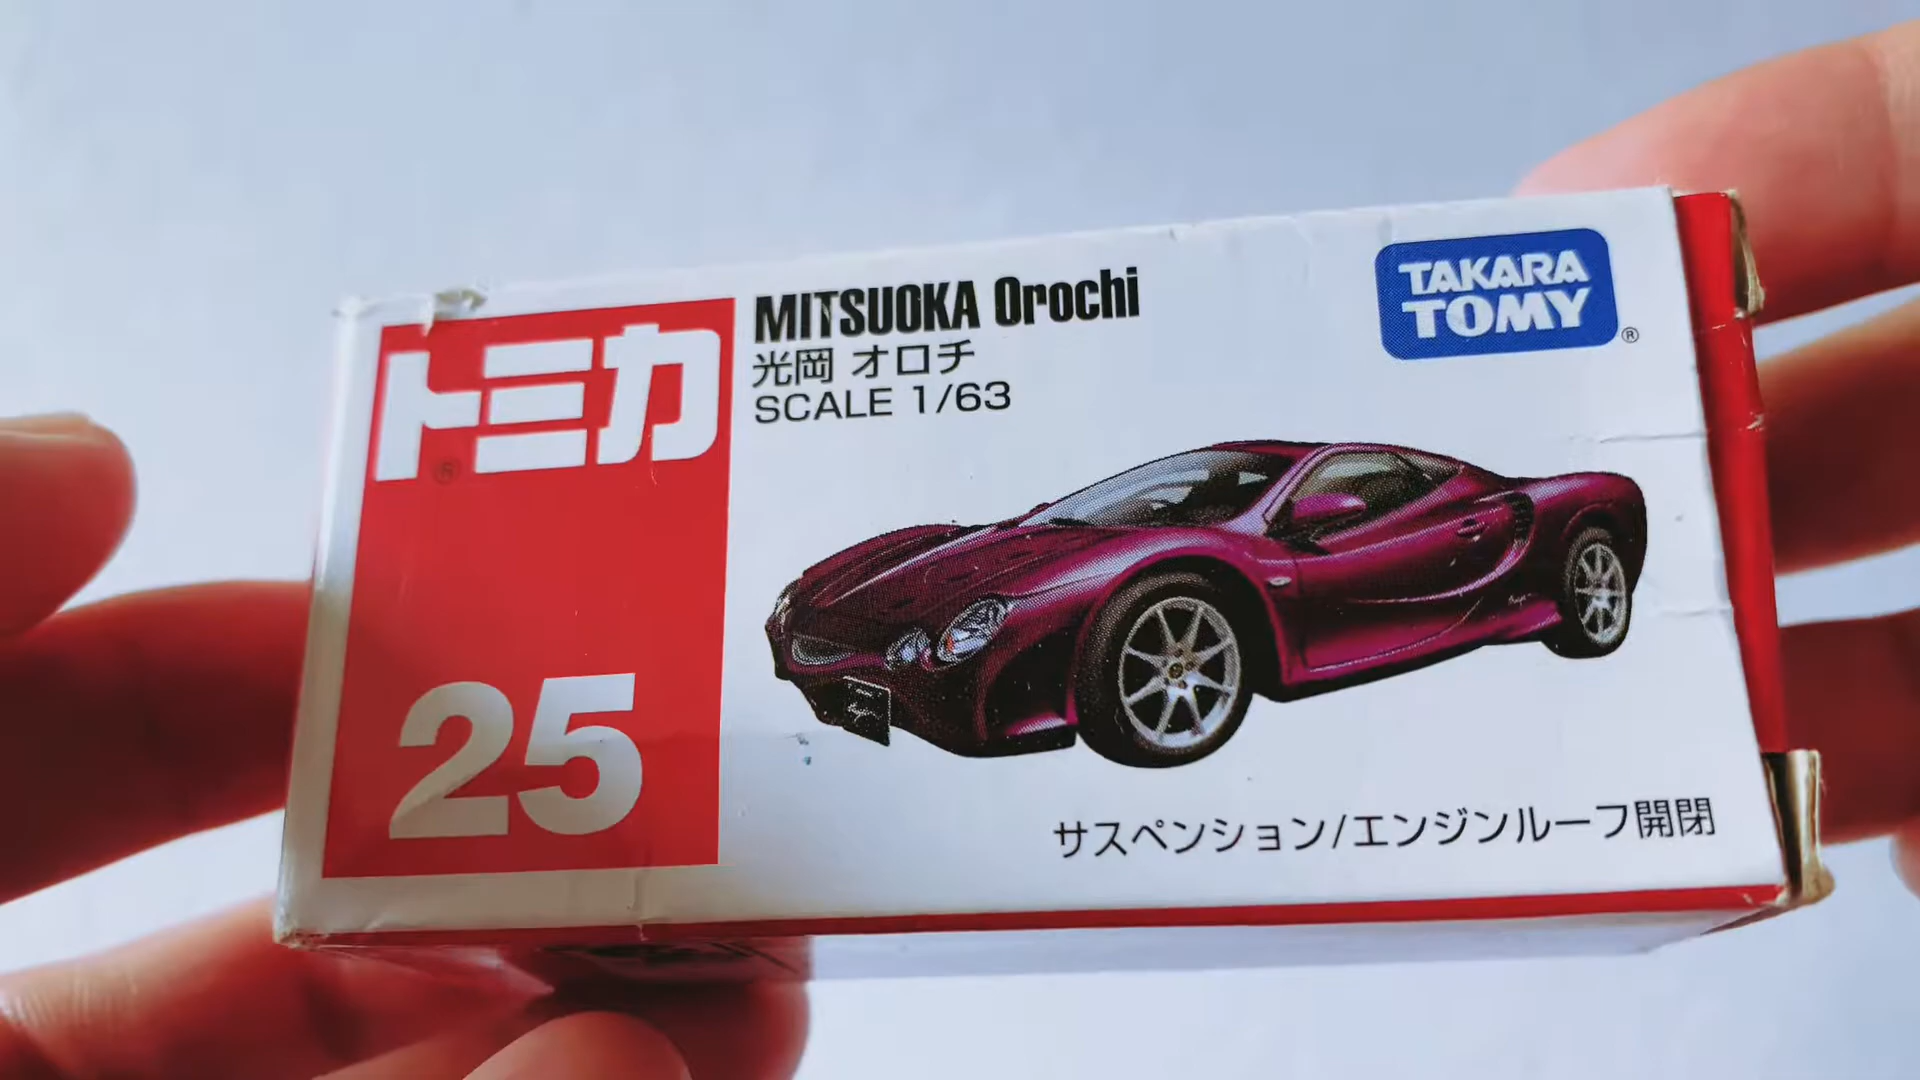 トミカ
25
MITSUOKA Orochi
光岡 オロチ
SCALE 1/63
TAKARA
TOMY
サスペンション/エンジンルーフ開閉